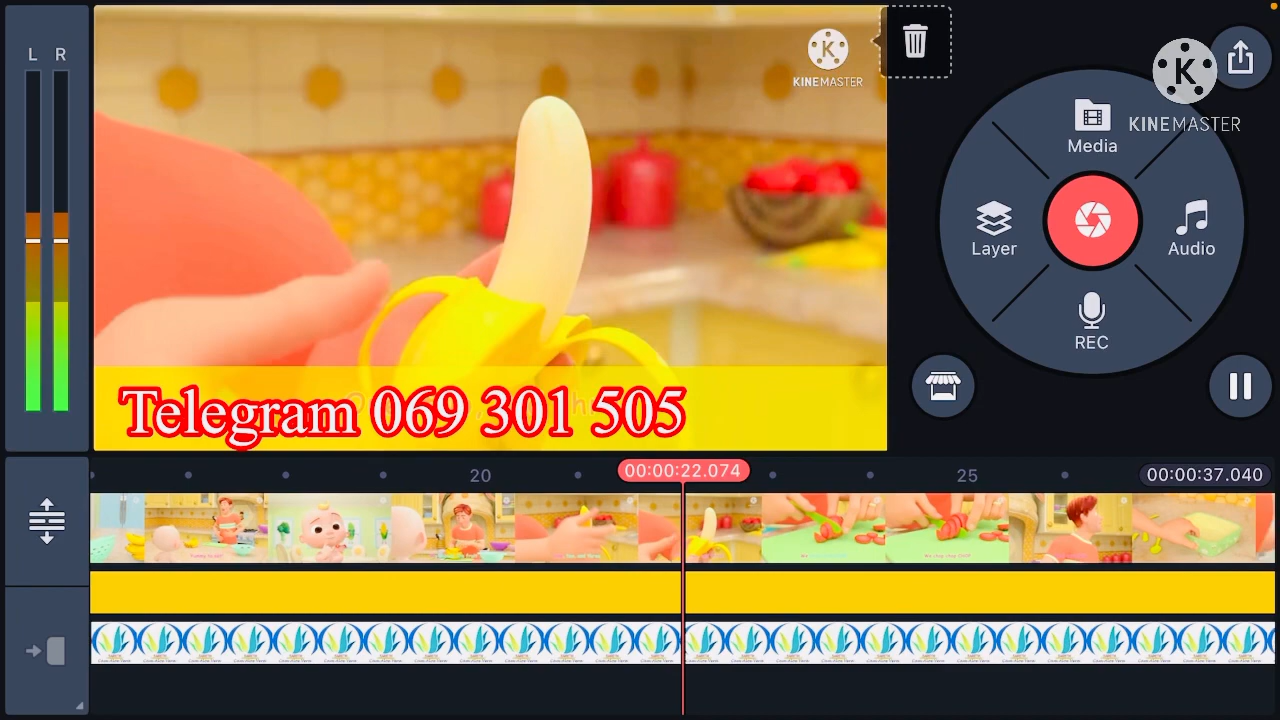 L R
KINEMASTER
KINEMASTER
Media
Layer
Audio
REC
Telegram 069 301 505
20
00:00:22.074
25
00:00:37.040